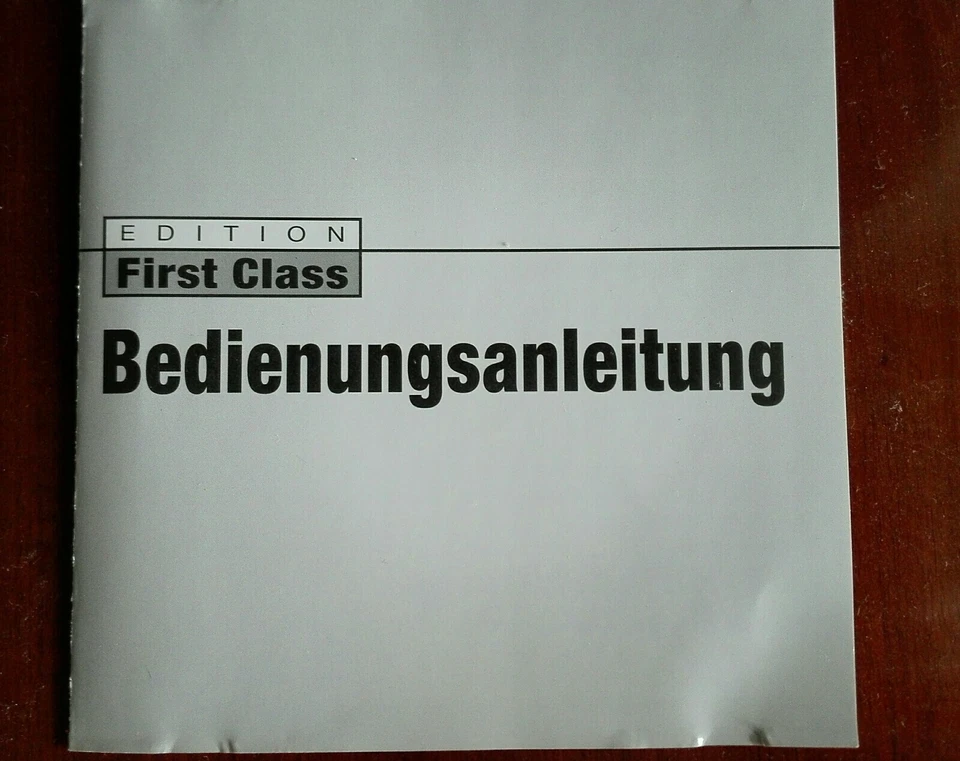 EDITION
First Class
Bedienungsanleitung